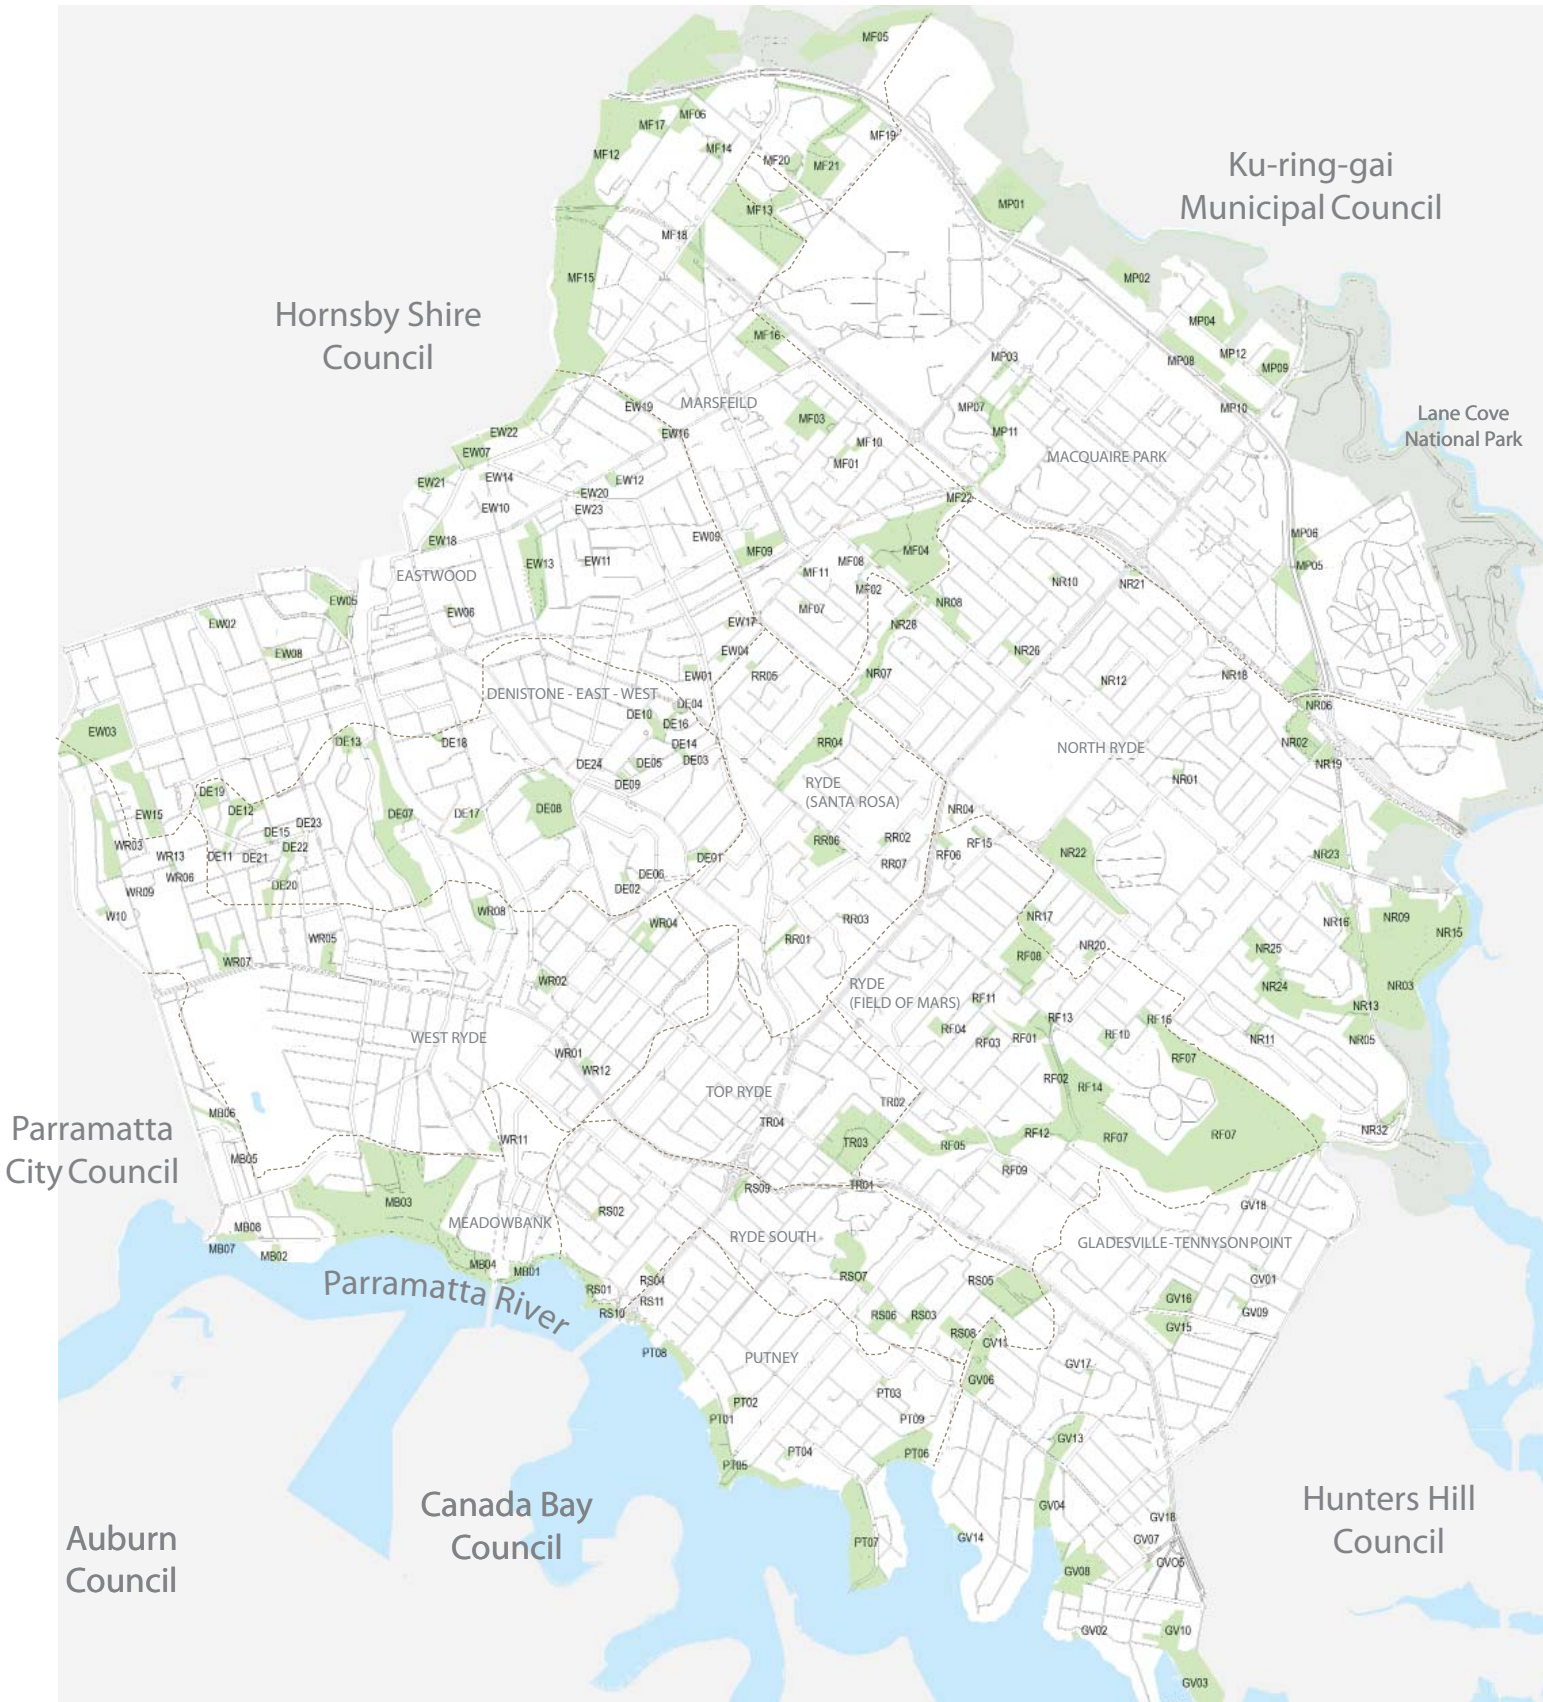 MF05
MF06
MF17
MF19
MF14
MF12
MF20
MF21
Ku-ring-gai
Municipal Council
MP01
MF13
MF18
MF15
MP02
Hornsby Shire
Council
MP04
MF16
MP03
MP08
MP12
MP09
EW19
MARSFEILD
MP07
MP10
MF03
Lane Cove
National Park
EW22
EW16
MP11
MF10
EW07
MF01
MACQUAIRE PARK
EW21
EW14
EW12
EW20
MF22
EW10
EW23
EW18
EW09
MP06
MF09
MF04
EW13
EW11
MF08
MF11
MP05
EASTWOOD
MF02
NR10
NR21
EW05
NR08
EW02
EW06
MF07
EW17
NR28
EW08
EW04
NR26
EW01
RR05
NR07
NR12
NR18
DENISTONE - EAST - WEST
DE04
DE10
DE16
NR06
EW03
DE13
DE18
DE14
RR04
NORTH RYDE
NR02
DE24
DE05
DE03
NR19
DE09
RYDE
(SANTA ROSA)
NR01
DE19
DE12
EW15
DE07
DE17
DE08
NR04
DE23
DE15
WR03
DE22
RR06
RR02
RF15
WR13
DE11
DE21
DE01
RR07
RF06
NR22
NR23
WR06
DE06
WR09
DE20
DE02
W10
WR08
WR04
RR03
NR17
NR16
NR09
WR05
RR01
NR20
NR25
NR15
WR07
RF08
WR02
RYDE
(FIELD OF MARS)
RF11
NR24
NR03
NR13
RF13
RF16
RF04
RF03
RF01
RF10
NR11
NR05
WEST RYDE
WR01
WR12
RF07
RF02
RF14
TOP RYDE
TR02
MB06
TR04
Parramatta
City Council
WR11
TR03
RF05
RF12
RF07
RF07
NR32
MB05
RF09
RS09
TR01
MB03
RS02
GV18
MB08
MEADOWBANK
RYDE SOUTH
GLADESVILLE-TENNYSONPOINT
MB07
MB02
MB04
MB01
RSO7
RS05
RS04
GV01
RS01
RS11
GV16
RS10
GV09
Parramatta River
RS06
RS03
GV15
RS08
GV11
PT08
PUTNEY
GV17
GV06
PT03
PT02
PT01
PT09
GV13
PT04
PT06
PT05
Canada Bay
Council
Hunters Hill
Council
GV04
Auburn
Council
GV18
GV14
PT07
GV07
GVO5
GV08
GV02
GV10
GV03